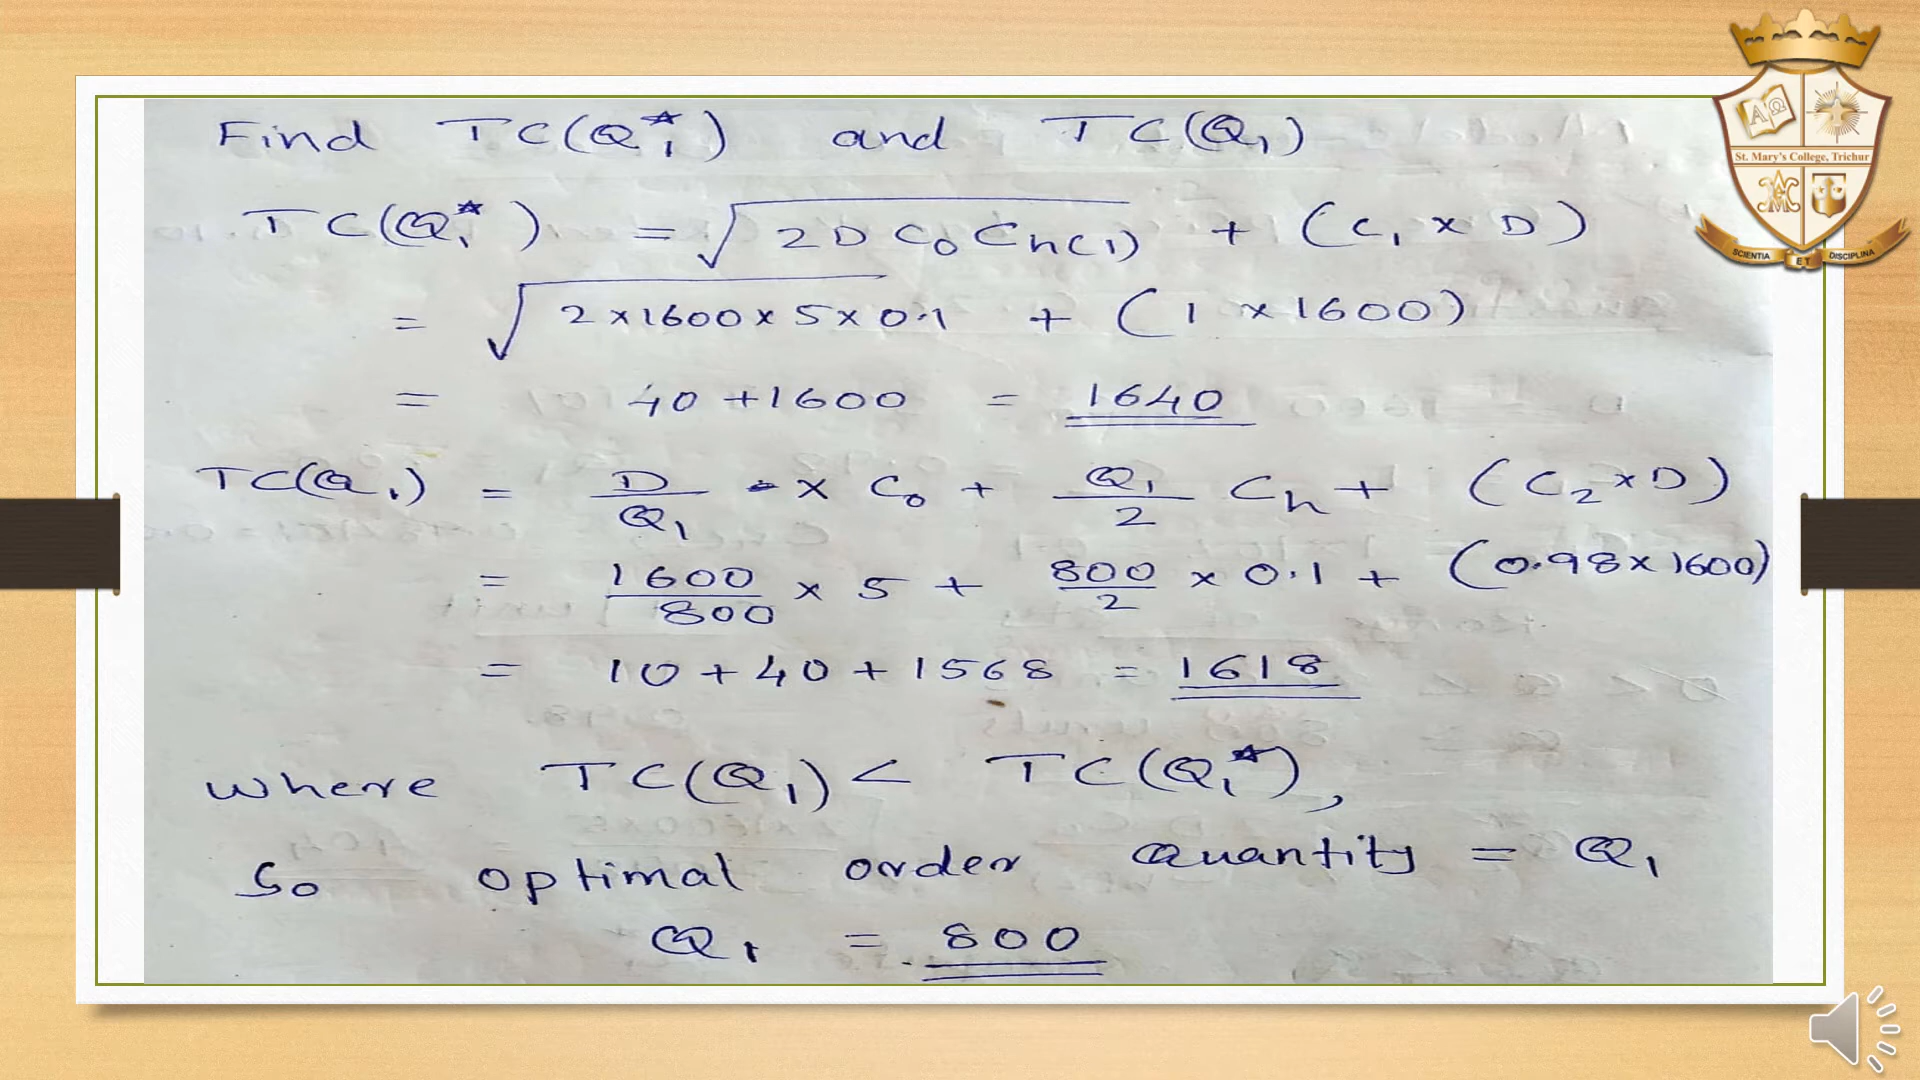 Find TC(Q₁*) and TC(Q₁)
TC(Q₁*) = √2DC₀Ch(1) + (C₁ × D)
= √2×1600×5×0.1 + (1 × 1600)
= 40 + 1600 = 1640
TC(Q₁) = D/Q₁ × C₀ + Q₁/2 Ch + (C₂ × D)
= 1600/800 × 5 + 800/2 × 0.1 + (0.98 × 1600)
= 10 + 40 + 1568 = 1618
where TC(Q₁) < TC(Q₁*),
So optimal order quantity = Q₁
Q₁ = 800
St. Mary's College, Trichur
SCIENTIA ET DISCIPLINA
Α Ω